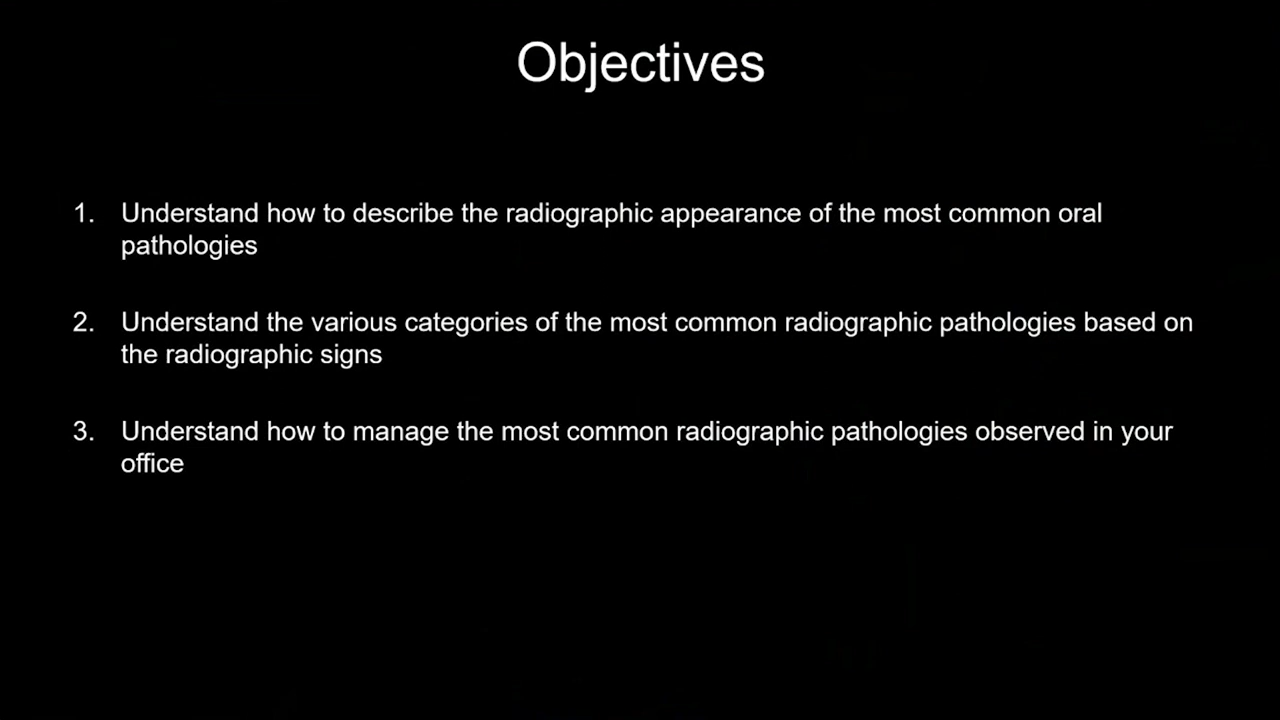 Objectives
1. Understand how to describe the radiographic appearance of the most common oral
pathologies
2. Understand the various categories of the most common radiographic pathologies based on
the radiographic signs
3. Understand how to manage the most common radiographic pathologies observed in your
office